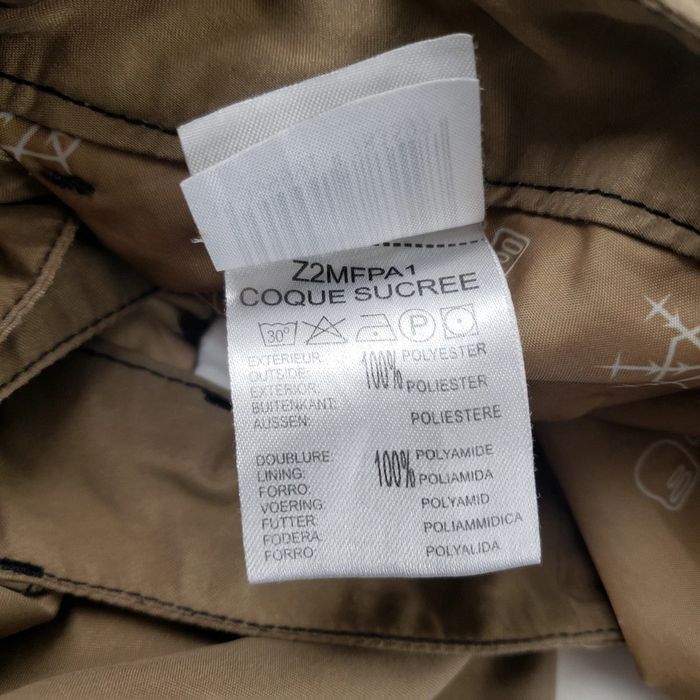 Z2MFPA1
COQUE SUCREE
30° P
EXTERIEUR: 100% POLYESTER
OUTSIDE:
EXTERIOR: POLIESTER
BUITENKANT:
AUSSEN: POLIESTERE
DOUBLURE: 100% POLYAMIDE
LINING: POLIAMIDA
FORRO:
VOERING POLYAMID
FUTTER: POLIAMMIDICA
FODERA:
FORRO: POLYALIDA